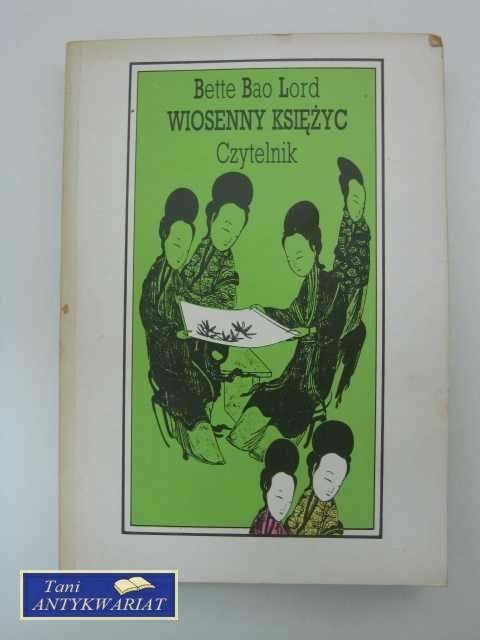 Bette Bao Lord
WIOSENNY KSIĘŻYC
Czytelnik
Tani
ANTYKWARIAT